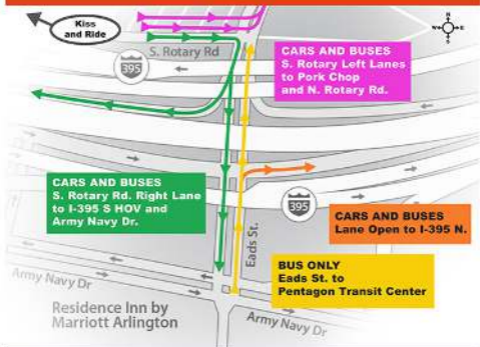 Kiss
and Ride
N
W
E
S
S. Rotary Rd
395
CARS AND BUSES
S. Rotary Left Lanes
to Pork Chop
and N. Rotary Rd.
CARS AND BUSES
S. Rotary Rd. Right Lane
to I-395 S HOV and
Army Navy Dr.
395
Eads St.
CARS AND BUSES
Lane Open to I-395 N.
BUS ONLY
Eads St. to
Pentagon Transit Center
Army Navy Dr
Residence Inn by
Marriott Arlington
Army Navy Dr